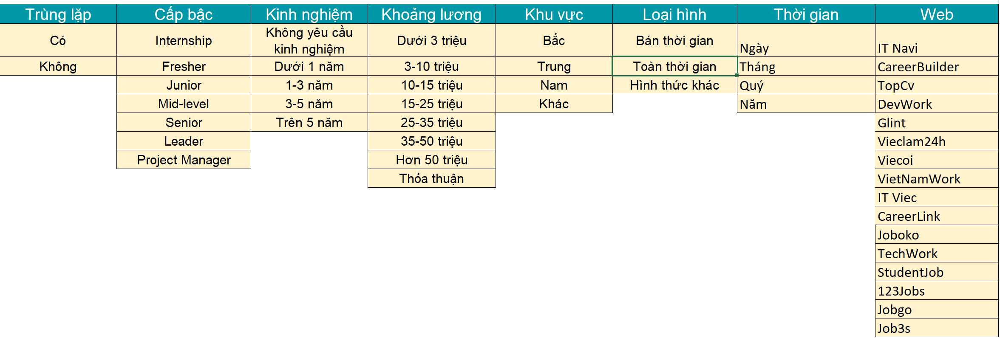 Trùng lặp Cấp bậc Kinh nghiệm Khoảng lương Khu vực Loại hình Thời gian Web
Có Internship Không yêu cầu kinh nghiệm Dưới 3 triệu Bắc Bán thời gian Ngày IT Navi
Không Fresher Dưới 1 năm 3-10 triệu Trung Toàn thời gian Tháng CareerBuilder
Junior 1-3 năm 10-15 triệu Nam Hình thức khác Quý TopCv
Mid-level 3-5 năm 15-25 triệu Khác Năm DevWork
Senior Trên 5 năm 25-35 triệu Glint
Leader 35-50 triệu Vieclam24h
Project Manager Hơn 50 triệu Viecoi
Thỏa thuận VietNamWork
IT Viec
CareerLink
Joboko
TechWork
StudentJob
123Jobs
Jobgo
Job3s